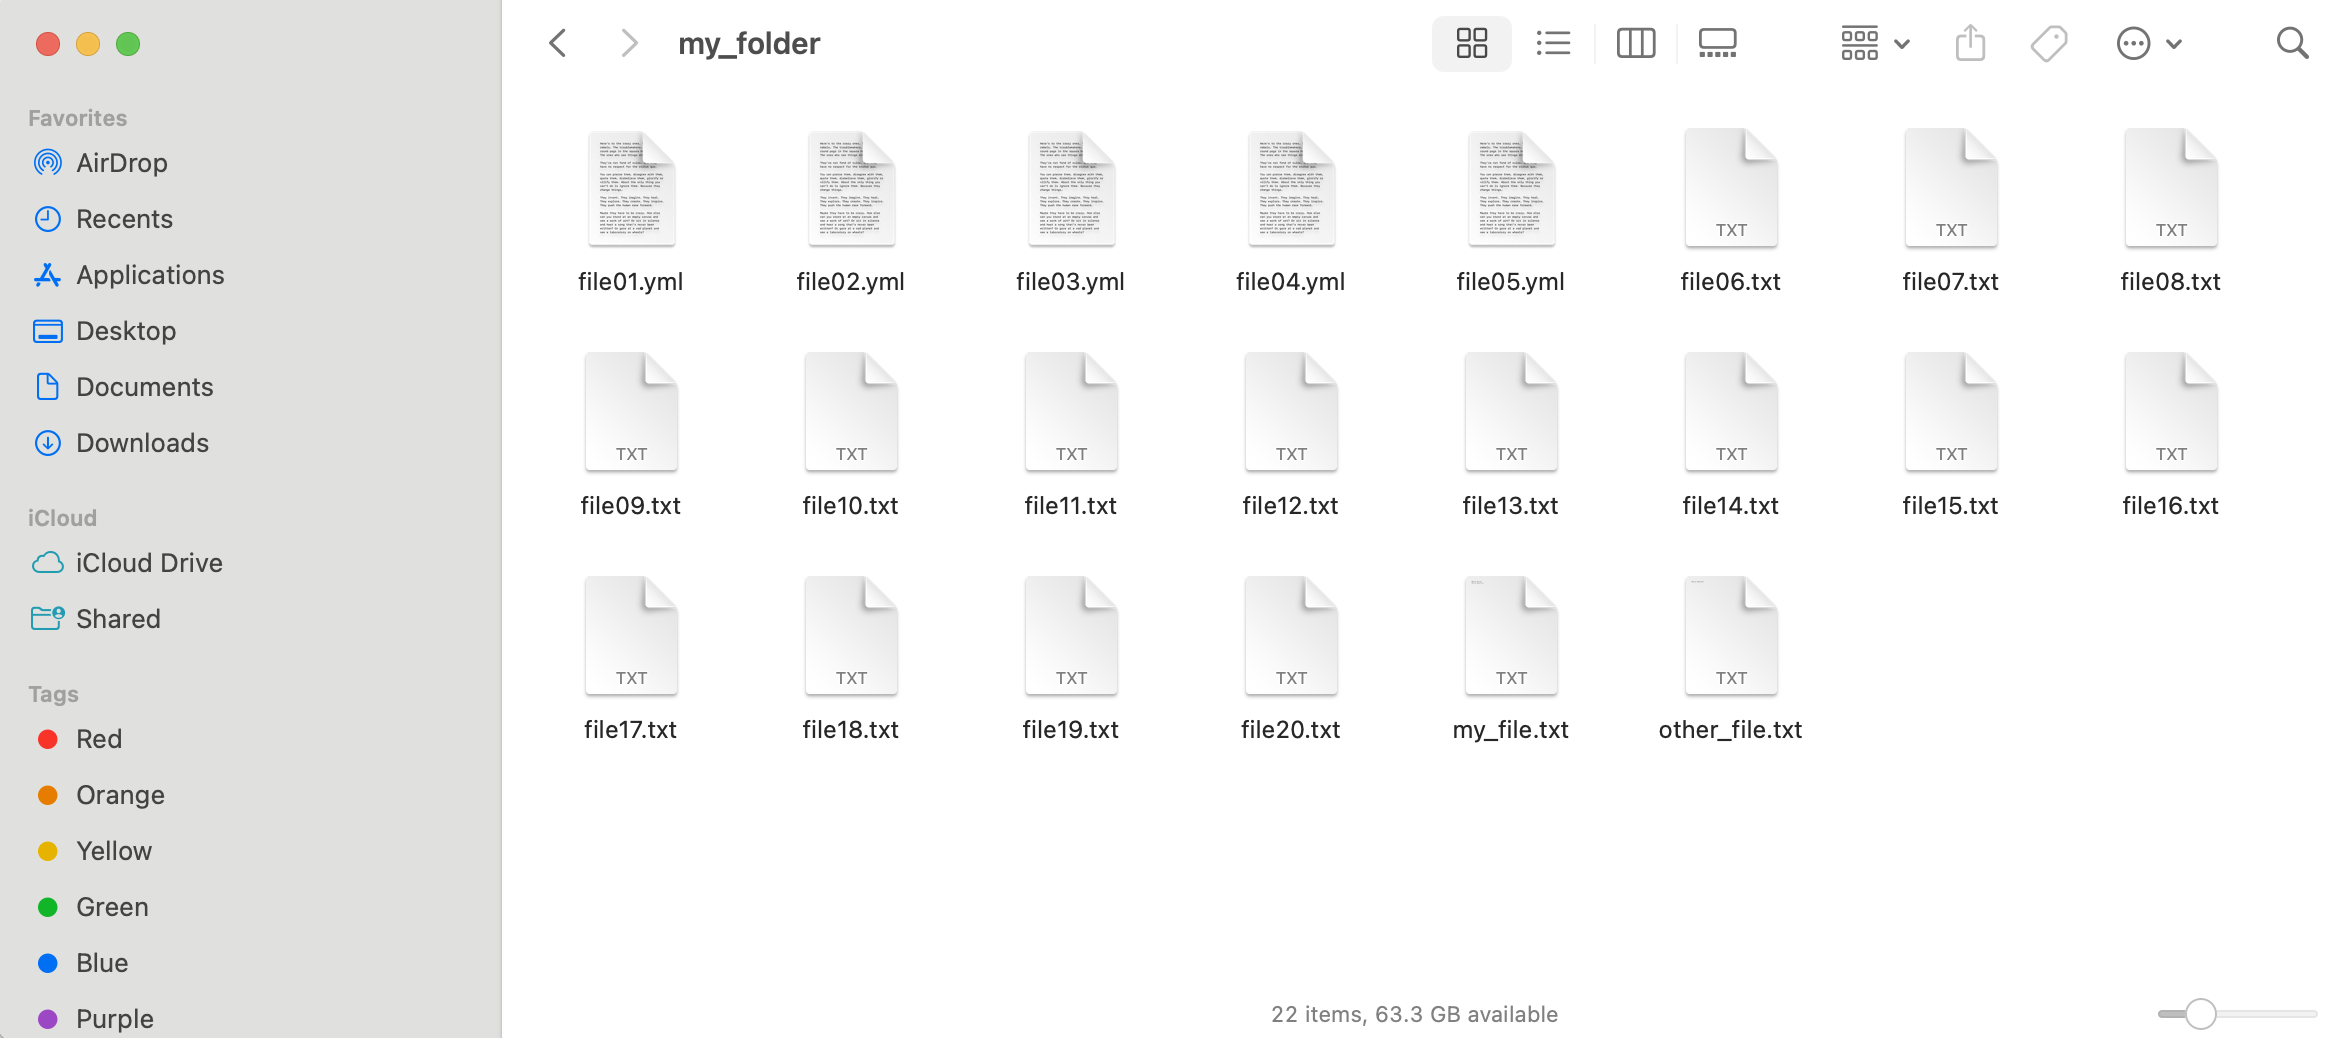 my_folder
Favorites
AirDrop
Recents
Applications
Desktop
Documents
Downloads
iCloud
iCloud Drive
Shared
Tags
Red
Orange
Yellow
Green
Blue
Purple
TXT TXT TXT
file01.yml file02.yml file03.yml file04.yml file05.yml file06.txt file07.txt file08.txt
TXT TXT TXT TXT TXT TXT TXT TXT
file09.txt file10.txt file11.txt file12.txt file13.txt file14.txt file15.txt file16.txt
TXT TXT TXT TXT TXT TXT
file17.txt file18.txt file19.txt file20.txt my_file.txt other_file.txt
22 items, 63.3 GB available